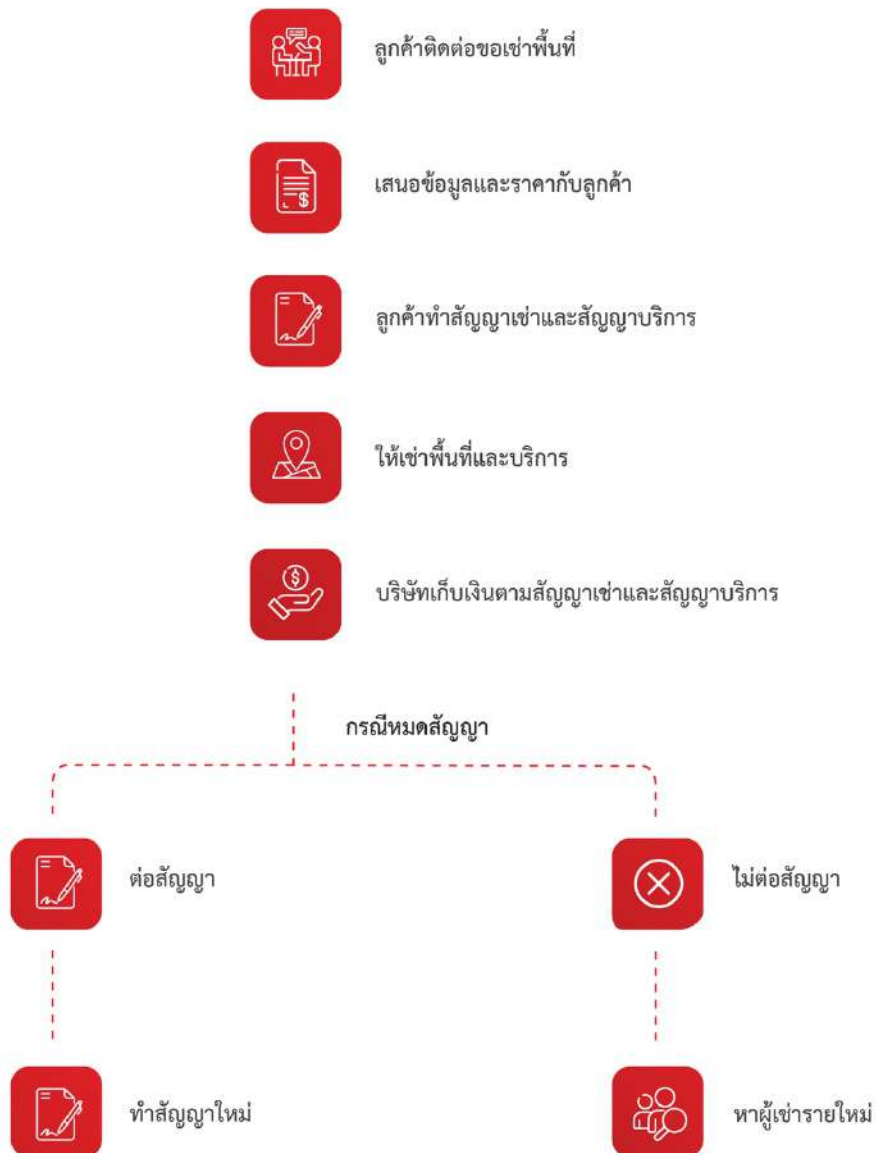 ลูกค้าติดต่อขอเช่าพื้นที่
เสนอข้อมูลและราคากับลูกค้า
ลูกค้าทำสัญญาเช่าและสัญญาบริการ
ให้เช่าพื้นที่และบริการ
บริษัทเก็บเงินตามสัญญาเช่าและสัญญาบริการ
กรณีหมดสัญญา
ต่อสัญญา
ไม่ต่อสัญญา
ทำสัญญาใหม่
หาผู้เช่ารายใหม่